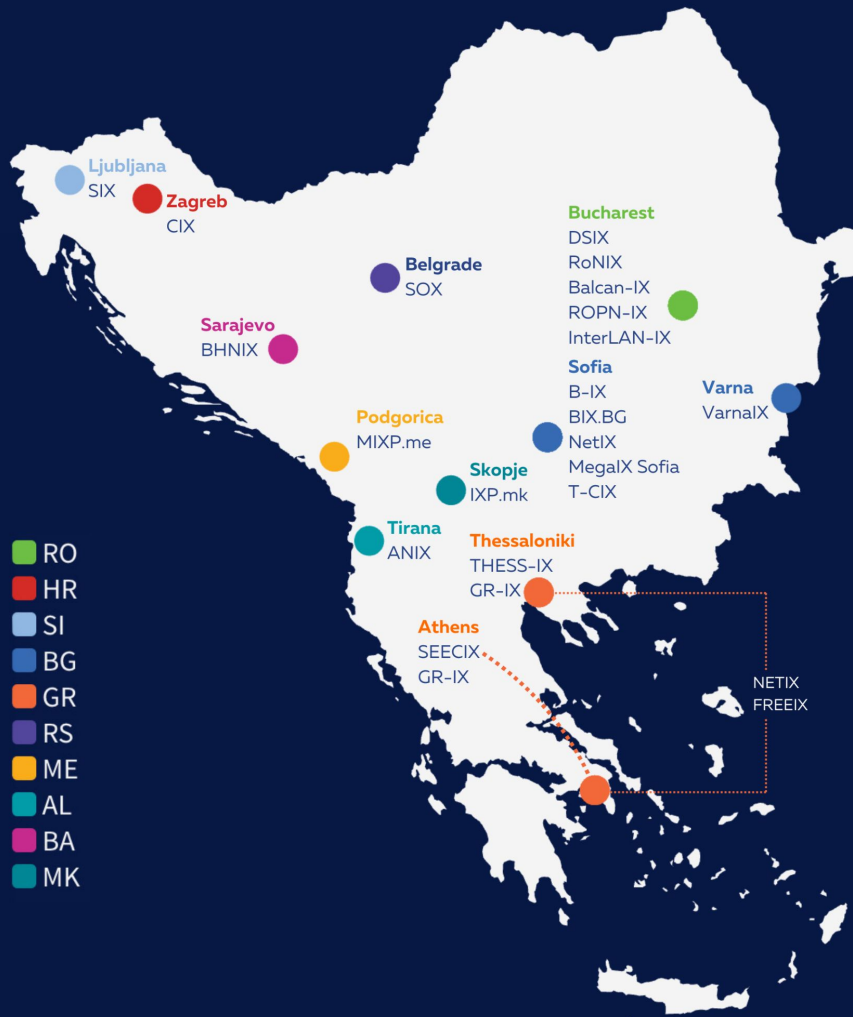 Ljubljana
SIX
Zagreb
CIX
Belgrade
SOX
Bucharest
DSIX
RoNIX
Balcan-IX
ROPN-IX
InterLAN-IX
Sarajevo
BHNIX
Sofia
B-IX
BIX.BG
NetIX
MegaIX Sofia
T-CIX
Varna
VarnaIX
Podgorica
MIXP.me
Skopje
IXP.mk
Tirana
ANIX
Thessaloniki
THESS-IX
GR-IX
Athens
SEECIX
GR-IX
NETIX
FREEIX
RO
HR
SI
BG
GR
RS
ME
AL
BA
MK